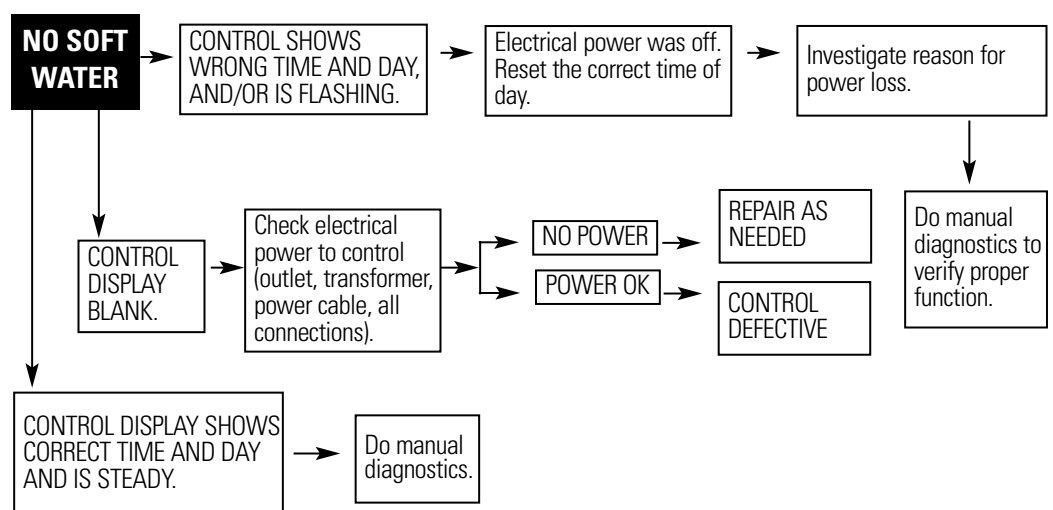 NO SOFT
WATER
CONTROL SHOWS
WRONG TIME AND DAY,
AND/OR IS FLASHING.
Electrical power was off.
Reset the correct time of
day.
Investigate reason for
power loss.
Do manual
diagnostics to
verify proper
function.
CONTROL
DISPLAY
BLANK.
Check electrical
power to control
(outlet, transformer,
power cable, all
connections).
NO POWER
REPAIR AS
NEEDED
POWER OK
CONTROL
DEFECTIVE
CONTROL DISPLAY SHOWS
CORRECT TIME AND DAY
AND IS STEADY.
Do manual
diagnostics.